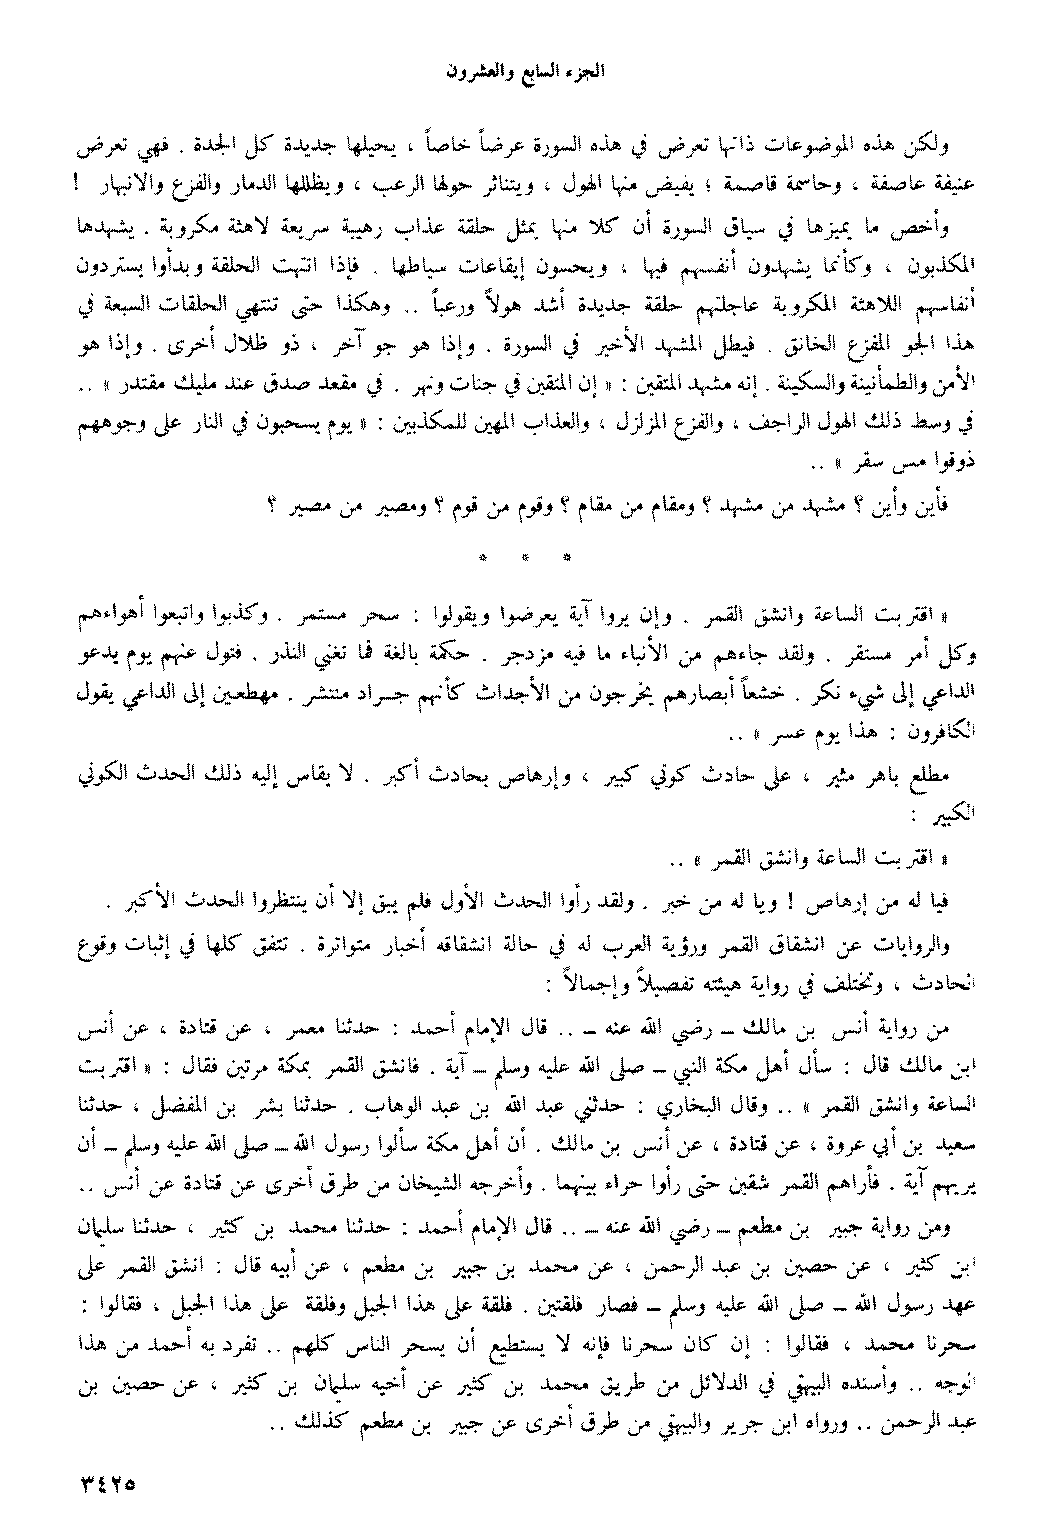 الجزء السابع والعشرون
ولكن هذه الموضوعات ذاتها تعرض في هذه السورة عرضاً خاصاً ، يحيلها جديدة كل الجدة . فهي تعرض
عنيفة عاصفة ، وحاسمة قاصمة ؛ يفيض منها الهول ، ويتناثر حولها الرعب ، ويظللها الدمار والفزع والانبهار !
وأخص ما يميزها في سياق السورة أن كلا منها يمثل حلقة عذاب رهيبة سريعة لاهثة مكروبة . يشهدها
المكذبون ، وكأنما يشهدون أنفسهم فيها ، ويحسون إيقاعات سياطها . فإذا انتهت الحلقة وبدأوا يستردون
أنفاسهم اللاهثة المكروبة عاجلتهم حلقة جديدة أشد هولاً ورعباً .. وهكذا حتى تنتهي الحلقات السبعة في
هذا الجو المفزع الخانق . فيطل المشهد الأخير في السورة . وإذا هو جو آخر ، ذو ظلال أخرى . وإذا هو
الأمن والطمأنينة والسكينة . إنه مشهد المتقين : « إن المتقين في جنات ونهر . في مقعد صدق عند مليك مقتدر » ..
في وسط ذلك الهول الراجف ، والفزع المزلزل ، والعذاب المهين للمكذبين : « يوم يسحبون في النار على وجوههم
ذوقوا مس سقر » ..
فأين وأين ؟ مشهد من مشهد ؟ ومقام من مقام ؟ وقوم من قوم ؟ ومصير من مصير ؟
* * *
« اقتربت الساعة وانشق القمر . وإن يروا آية يعرضوا ويقولوا : سحر مستمر . وكذبوا واتبعوا أهواءهم
وكل أمر مستقر . ولقد جاءهم من الأنباء ما فيه مزدجر . حكمة بالغة فما تغني النذر . فتول عنهم يوم يدعو
الداعي إلى شيء نكر . خشعاً أبصارهم يخرجون من الأجداث كأنهم جـراد منتشر . مهطعين إلى الداعي يقول
الكافرون : هذا يوم عسر » ..
مطلع باهر مثير ، على حادث كوني كبير ، وإرهاص بحادث أكبر . لا يقاس إليه ذلك الحدث الكوني
الكبير :
« اقتربت الساعة وانشق القمر » ..
فيا له من إرهاص ! ويا له من خبر . ولقد رأوا الحدث الأول فلم يبق إلا أن ينتظروا الحدث الأكبر .
والروايات عن انشقاق القمر ورؤية العرب له في حالة انشقاقه أخبار متواترة . تتفق كلها في إثبات وقوع
الحادث ، وتختلف في رواية هيئته تفصيلاً وإجمالاً :
من رواية أنس بن مالك – رضي الله عنه – .. قال الإمام أحمد : حدثنا معمر ، عن قتادة ، عن أنس
ابن مالك قال : سأل أهل مكة النبي – صلى الله عليه وسلم – آية . فانشق القمر بمكة مرتين فقال : « اقتربت
الساعة وانشق القمر » .. وقال البخاري : حدثني عبد الله بن عبد الوهاب . حدثنا بشر بن المفضل ، حدثنا
سعيد بن أبي عروة ، عن قتادة ، عن أنس بن مالك . أن أهل مكة سألوا رسول الله – صلى الله عليه وسلم – أن
يريهم آية . فأراهم القمر شقين حتى رأوا حراء بينهما . وأخرجه الشيخان من طرق أخرى عن قتادة عن أنس ..
ومن رواية جبير بن مطعم – رضي الله عنه – .. قال الإمام أحمد : حدثنا محمد بن كثير ، حدثنا سليمان
ابن كثير ، عن حصين بن عبد الرحمن ، عن محمد بن جبير بن مطعم ، عن أبيه قال : انشق القمر على
عهد رسول الله – صلى الله عليه وسلم – فصار فلقتين . فلقة على هذا الجبل وفلقة على هذا الجبل ، فقالوا :
سحرنا محمد ، فقالوا : إن كان سحرنا فإنه لا يستطيع أن يسحر الناس كلهم .. تفرد به أحمد من هذا
الوجه .. وأسنده البيهقي في الدلائل من طريق محمد بن كثير عن أخيه سليمان بن كثير ، عن حصين بن
عبد الرحمن .. ورواه ابن جرير والبيهقي من طرق أخرى عن جبير بن مطعم كذلك ..
٣٤٢٥